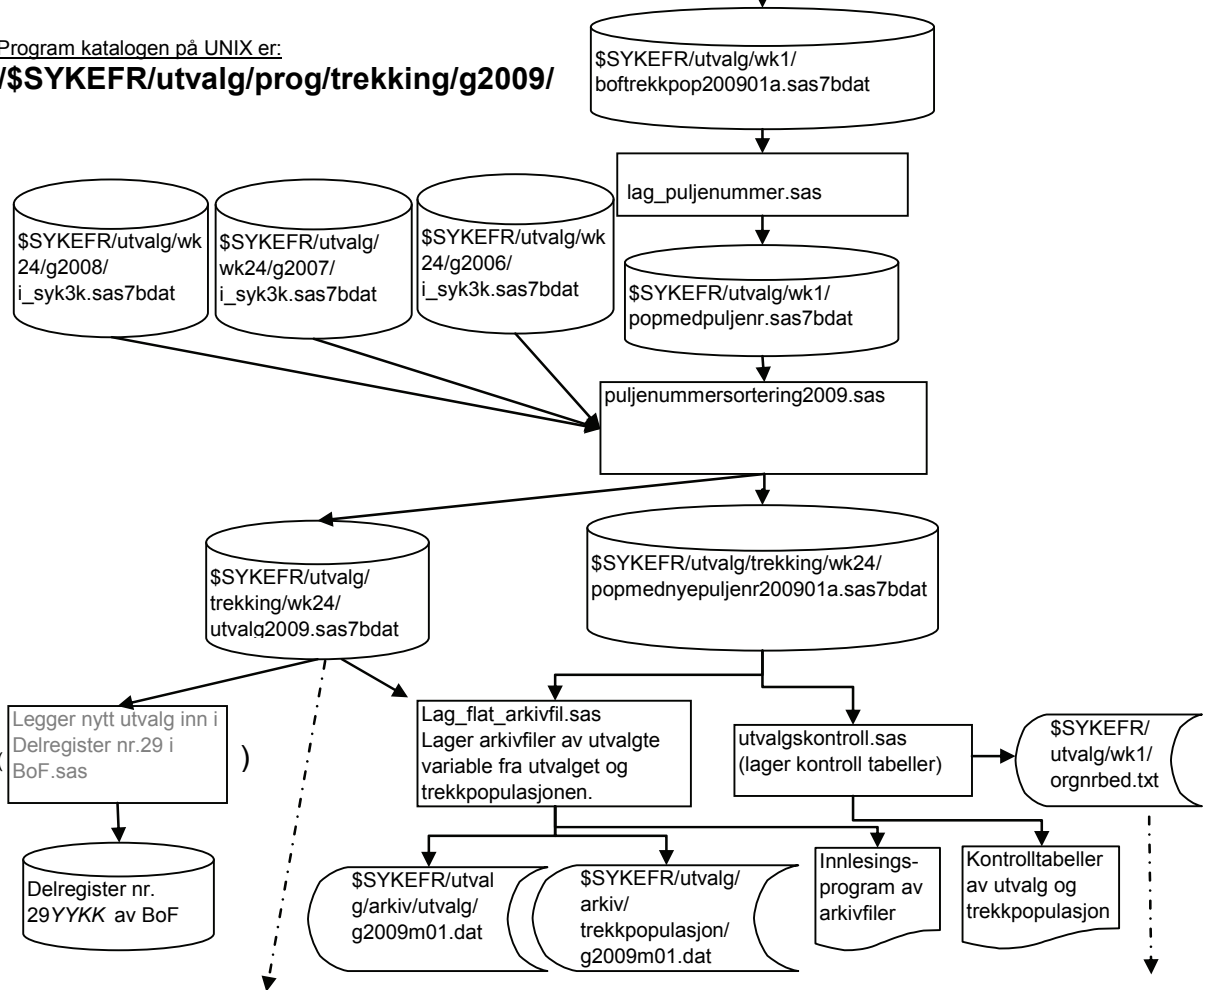 Program katalogen på UNIX er:
/$SYKEFR/utvalg/prog/trekking/g2009/
$SYKEFR/utvalg/wk1/
boftrekkpop200901a.sas7bdat
lag_puljenummer.sas
$SYKEFR/utvalg/wk
24/g2008/
i_syk3k.sas7bdat
$SYKEFR/utvalg/
wk24/g2007/
i_syk3k.sas7bdat
$SYKEFR/utvalg/wk
24/g2006/
i_syk3k.sas7bdat
$SYKEFR/utvalg/wk1/
popmedpuljenr.sas7bdat
puljenummersortering2009.sas
$SYKEFR/utvalg/
trekking/wk24/
utvalg2009.sas7bdat
$SYKEFR/utvalg/trekking/wk24/
popmednyepuljenr200901a.sas7bdat
(
Legger nytt utvalg inn i
Delregister nr.29 i
BoF.sas
)
Lag_flat_arkivfil.sas
Lager arkivfiler av utvalgte
variable fra utvalget og
trekkpopulasjonen.
utvalgskontroll.sas
(lager kontroll tabeller)
$SYKEFR/
utvalg/wk1/
orgnrbed.txt
Delregister nr.
29YYKK av BoF
$SYKEFR/utval
g/arkiv/utvalg/
g2009m01.dat
$SYKEFR/utvalg/
arkiv/
trekkpopulasjon/
g2009m01.dat
Innlesings-
program av
arkivfiler
Kontrolltabeller
av utvalg og
trekkpopulasjon